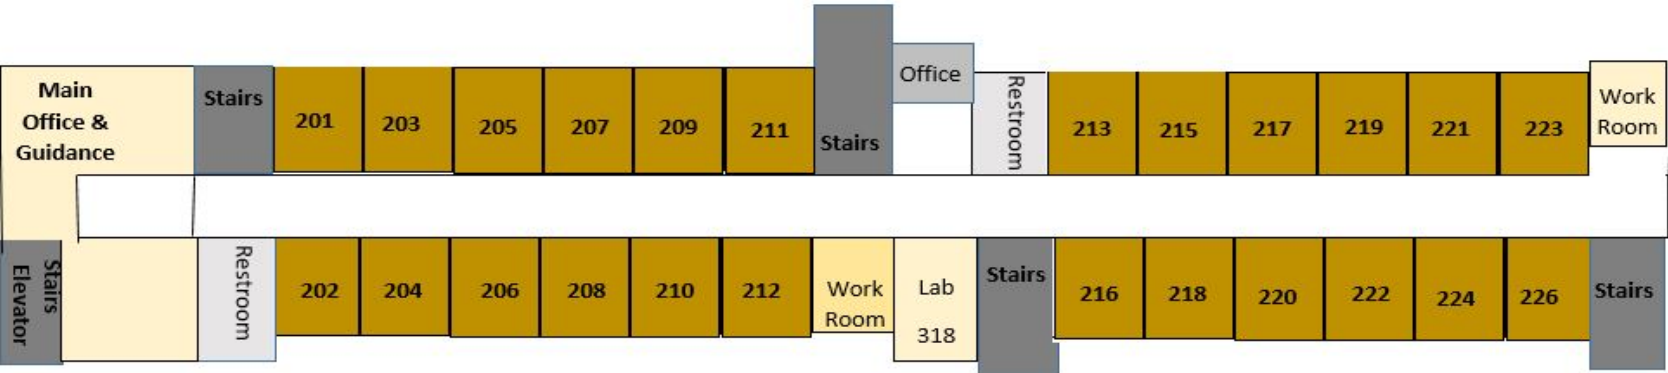 Main
Office &
Guidance
Stairs
201
203
205
207
209
211
Stairs
Office
Restroom
213
215
217
219
221
223
Work
Room
Stairs
Elevator
Restroom
202
204
206
208
210
212
Work
Room
Lab
318
Stairs
216
218
220
222
224
226
Stairs